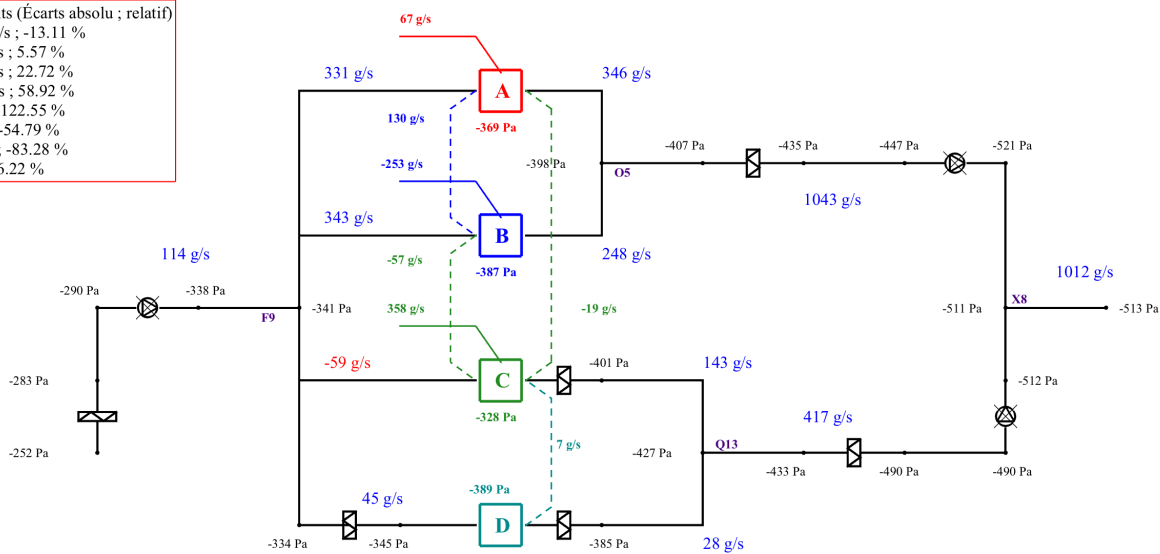 ts (Écarts absolu ; relatif)
/s ; -13.11 %
s ; 5.57 %
; 22.72 %
s ; 58.92 %
122.55 %
-54.79 %
; -83.28 %
6.22 %
67 g/s
331 g/s
346 g/s
A
130 g/s
-369 Pa
-253 g/s
-398 Pa
-407 Pa
-435 Pa
-447 Pa
-521 Pa
O5
1043 g/s
343 g/s
B
248 g/s
-57 g/s
-387 Pa
114 g/s
1012 g/s
-290 Pa
-338 Pa
F9
-341 Pa
358 g/s
-19 g/s
-511 Pa
X8
-513 Pa
-283 Pa
-59 g/s
C
-401 Pa
143 g/s
-512 Pa
-328 Pa
417 g/s
-252 Pa
7 g/s
-427 Pa
Q13
-433 Pa
-490 Pa
-490 Pa
45 g/s
-389 Pa
D
-334 Pa
-345 Pa
-385 Pa
28 g/s